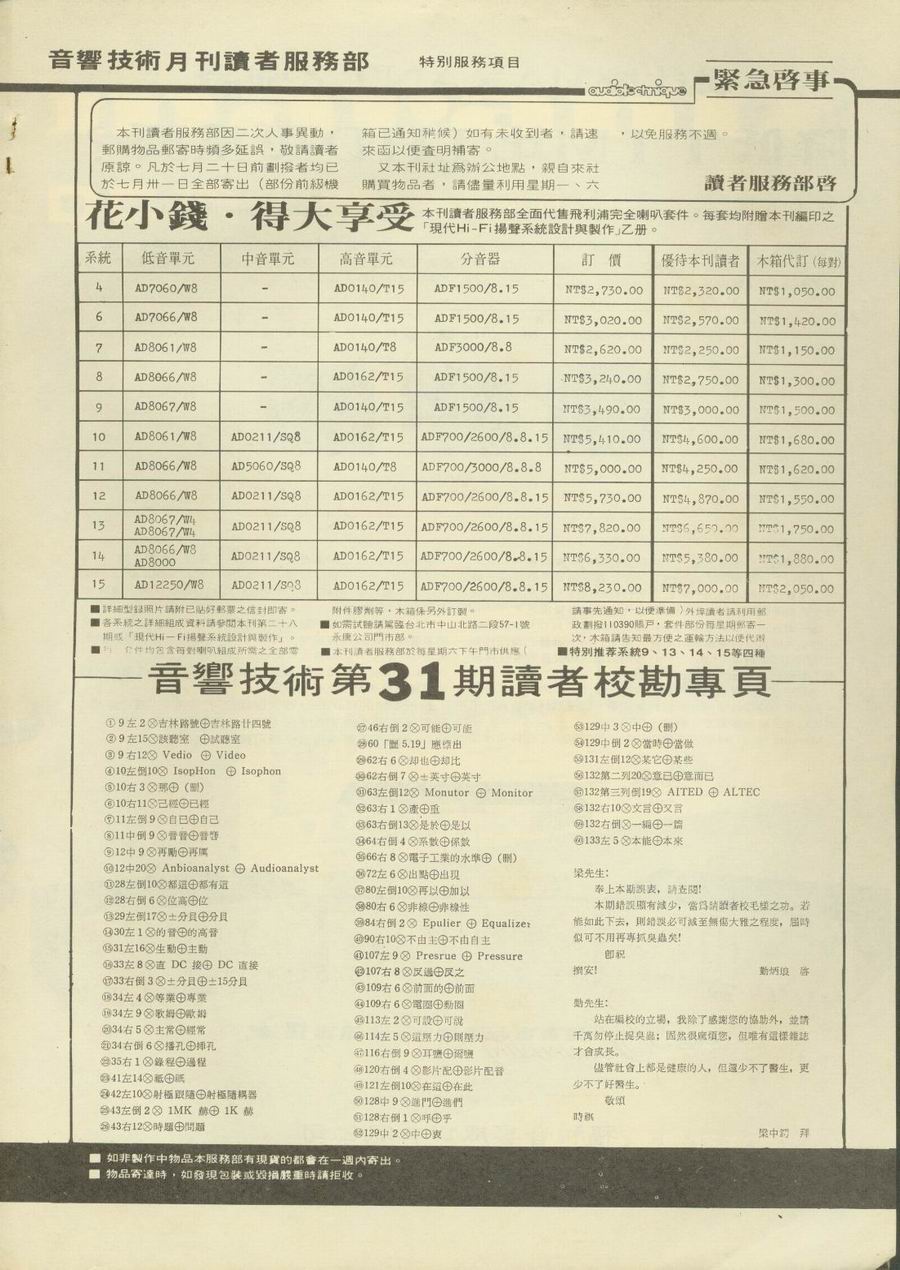 音響技術月刊讀者服務部
特別服務項目
audiotechnique
緊急啓事
本刊讀者服務部因二次人事異動，
郵購物品郵寄時頻多延誤，敬請讀者
原諒。凡於七月二十日前劃撥者均已
於七月卅一日全部寄出（部份前級機
箱已通知稍候）如有未收到者，請速
來函以便查明補寄。
又本刊社址爲辦公地點，親自來社
購買物品者，請儘量利用星期一、六
，以免服務不週。
讀者服務部啓
花小錢・得大享受
本刊讀者服務部全面代售飛利浦完全喇叭套件。每套均附贈本刊編印之
「現代Hi-Fi揚聲系統設計與製作」乙册。
系統 低音單元 中音單元 高音單元 分音器 訂價 優待本刊讀者 木箱代訂(每對)
4 AD7060/W8 - AD0140/T15 ADF1500/8.15 NT$2,730.00 NT$2,320.00 NT$1,050.00
6 AD7066/W8 - AD0140/T15 ADF1500/8.15 NT$3,020.00 NT$2,570.00 NT$1,420.00
7 AD8061/W8 - AD0140/T8 ADF3000/8.8 NT$2,620.00 NT$2,250.00 NT$1,150.00
8 AD8066/W8 - AD0162/T15 ADF1500/8.15 NT$3,240.00 NT$2,750.00 NT$1,300.00
9 AD8067/W8 - AD0140/T15 ADF1500/8.15 NT$3,490.00 NT$3,000.00 NT$1,500.00
10 AD8061/W8 AD0211/SQ8 AD0162/T15 ADF700/2600/8.8.15 NT$5,410.00 NT$4,600.00 NT$1,680.00
11 AD8066/W8 AD5060/SQ8 AD0140/T8 ADF700/3000/8.8.8 NT$5,000.00 NT$4,250.00 NT$1,620.00
12 AD8066/W8 AD0211/SQ8 AD0162/T15 ADF700/2600/8.8.15 NT$5,730.00 NT$4,870.00 NT$1,550.00
13 AD8067/W4 AD8067/W4 AD0211/SQ8 AD0162/T15 ADF700/2600/8.8.15 NT$7,820.00 NT$6,650.00 NT$1,750.00
14 AD8066/W8 AD8000 AD0211/SQ8 AD0162/T15 ADF700/2600/8.8.15 NT$6,330.00 NT$5,380.00 NT$1,880.00
15 AD12250/W8 AD0211/SQ8 AD0162/T15 ADF700/2600/8.8.15 NT$8,230.00 NT$7,000.00 NT$2,050.00
■詳細型錄照片請附已貼好郵票之信封即寄。
■各系統之詳細組成資料請參閱本刊第二十八
期或「現代Hi-Fi揚聲系統設計與製作」。
套件均包含每對喇叭組成所需之全部零
附件膠劑等，木箱係另外訂製。
■如需試聽請駕臨台北市中山北路二段57-1號
永康公司門市部。
■本刊讀者服務部於每星期六下午門市供應（
請事先通知，以便準備）外埠讀者請利用郵
政劃撥110390賬戶，套件部份每星期郵寄一
次，木箱請告知最方便之運輸方法以便代辦
■特別推荐系統9、13、14、15等四種
音響技術第31期讀者校勘專頁
①9左2⊗吉林路號⊕吉林路廿四號
②9左15⊗該聽室 ⊕試聽室
③9右12⊗ Vedio ⊕ Video
④10左倒10⊗ IsopHon ⊕ Isophon
⑤10右3⊗那⊕（刪）
⑥10右11⊗己經⊕已經
⑦11左倒9⊗自已⊕自己
⑧11中倒9⊗
⑨12中9⊗再勵⊕再厲
⑩12中20⊗ Anbioanalyst ⊕ Audioanalyst
⑪28左倒10⊗都這⊕都有這
⑫28右倒6⊗位高⊕位
⑬29左倒17⊗±分貝⊕分貝
⑭30左1⊗的音⊕的高音
⑮31左16⊗生動⊕主動
⑯33左8⊗直 DC 接⊕ DC 直接
⑰33右倒3⊗±分貝⊕±15分貝
⑱34左4⊗等業⊕專業
⑲34左9⊗歌姆⊕歐姆
⑳34右5⊗主常⊕經常
㉑34右倒6⊗播孔⊕插孔
㉒35右1⊗錄程⊕過程
㉓41左14⊗
㉔42左10⊗射極跟隨⊕射極隨耦器
㉕43左倒2⊗ 1MK 赫⊕ 1K 赫
㉖43右12⊗時題⊕問題
㉗46右倒2⊗可能⊕可能
㉘60「圖5.19」應標出
㉙62右6⊗却也⊕却比
㉚62右倒7⊗±英寸⊕英寸
㉛63左倒12⊗ Monutor ⊕ Monitor
㉜63右1⊗產⊕重
㉝63右倒13⊗是於⊕是以
㉞64右倒4⊗系數⊕係數
㉟66右8⊗電子工業的水準⊕（刪）
㊱72左6⊗出點⊕出現
㊲80左倒10⊗再以⊕加以
㊳80右6⊗非線⊕非線性
㊴84右倒2⊗ Epulier ⊕ Equalizer
㊵90右10⊗不由主⊕不由自主
㊶107左9⊗ Presrue ⊕ Pressure
㊷107右8⊗反過⊕反之
㊸109右6⊗前面的⊕前面
㊹109右6⊗電圈⊕動圈
㊺113左2⊗可設⊕可說
㊻114左5⊗這壓力⊕則壓力
㊼116右倒9⊗耳鹽⊕
㊽120右倒4⊗影片配⊕影片配音
㊾121左倒10⊗在這⊕在此
㊿128中9⊗進門⊕進們
128右倒1⊗呼⊕乎
129中2⊗中⊕衷
129中3⊗中⊕（刪）
129中倒2⊗當時⊕當做
131左倒12⊗某它⊕某些
132第二列20⊗意已⊕意而已
132第三列倒19⊗ AITED ⊕ ALTEC
132右10⊗文言⊕又言
132右倒⊗一編⊕一篇
133左5⊗本能⊕本來
梁先生：
奉上本勘誤表，請查閱!
本期錯誤顯有減少，當爲請讀者校毛樣之功。若
能如此下去，則錯誤必可減至無傷大雅之程度，屆時
似可不用再專抓臭蟲矣!
即祝
撰安! 勤炳琅 啓
勤先生：
站在編校的立場，我除了感謝您的協助外，並請
千萬勿停止捉臭蟲；固然很麻煩您，但唯有這樣雜誌
才會成長。
儘管社會上都是健康的人，但還少不了醫生，更
少不了好醫生。
敬頌
時祺
梁中 拜
■ 如非製作中物品本服務部有現貨的都會在一週內寄出。
■ 物品寄達時，如發現包裝或毀損嚴重時請拒收。